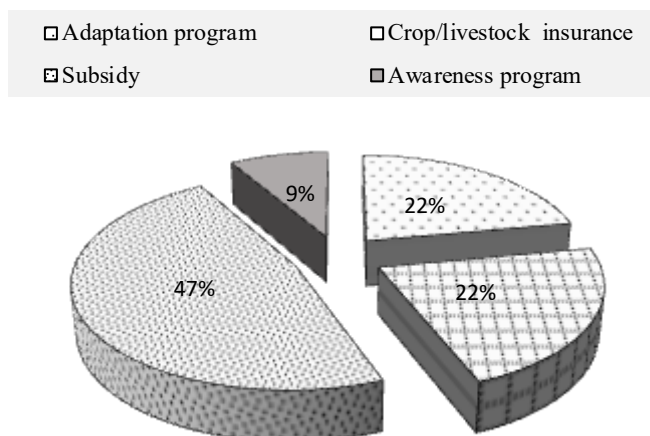 Adaptation program
Crop/livestock insurance
Subsidy
Awareness program
9%
22%
47%
22%